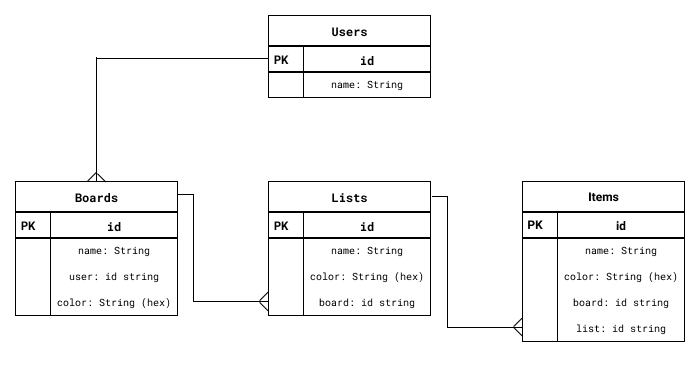 Users
PK id
name: String
Boards
PK id
name: String
user: id string
color: String (hex)
Lists
PK id
name: String
color: String (hex)
board: id string
Items
PK id
name: String
color: String (hex)
board: id string
list: id string